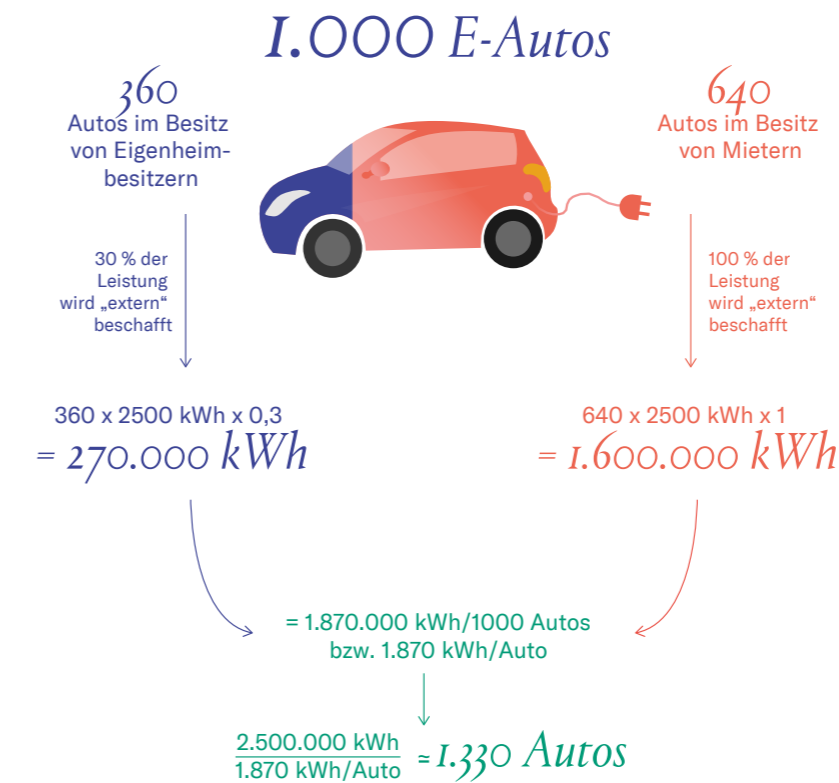 1.000 E-Autos
360
Autos im Besitz
von Eigenheim-
besitzern
640
Autos im Besitz
von Mietern
30 % der
Leistung
wird „extern“
beschafft
100 % der
Leistung
wird „extern“
beschafft
360 x 2500 kWh x 0,3
= 270.000 kWh
640 x 2500 kWh x 1
= 1.600.000 kWh
= 1.870.000 kWh/1000 Autos
bzw. 1.870 kWh/Auto
2.500.000 kWh
1.870 kWh/Auto
≈ 1.330 Autos